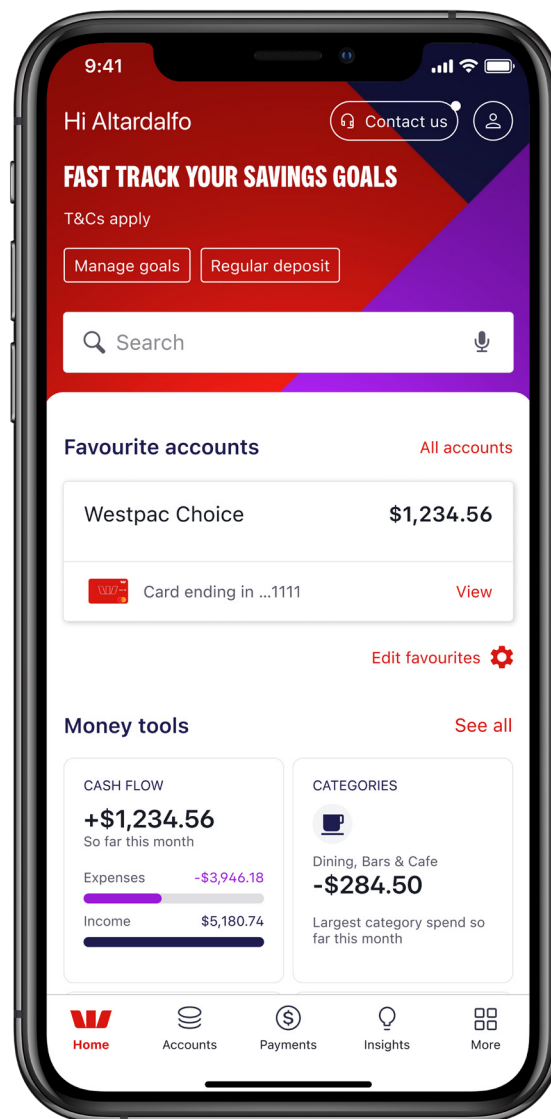 9:41
Hi Altardalfo
Contact us
FAST TRACK YOUR SAVINGS GOALS
T&Cs apply
Manage goals
Regular deposit
Search
Favourite accounts
All accounts
Westpac Choice
$1,234.56
Card ending in ...1111
View
Edit favourites
Money tools
See all
CASH FLOW
+$1,234.56
So far this month
Expenses
-$3,946.18
Income
$5,180.74
CATEGORIES
Dining, Bars & Cafe
-$284.50
Largest category spend so
far this month
Home
Accounts
Payments
Insights
More